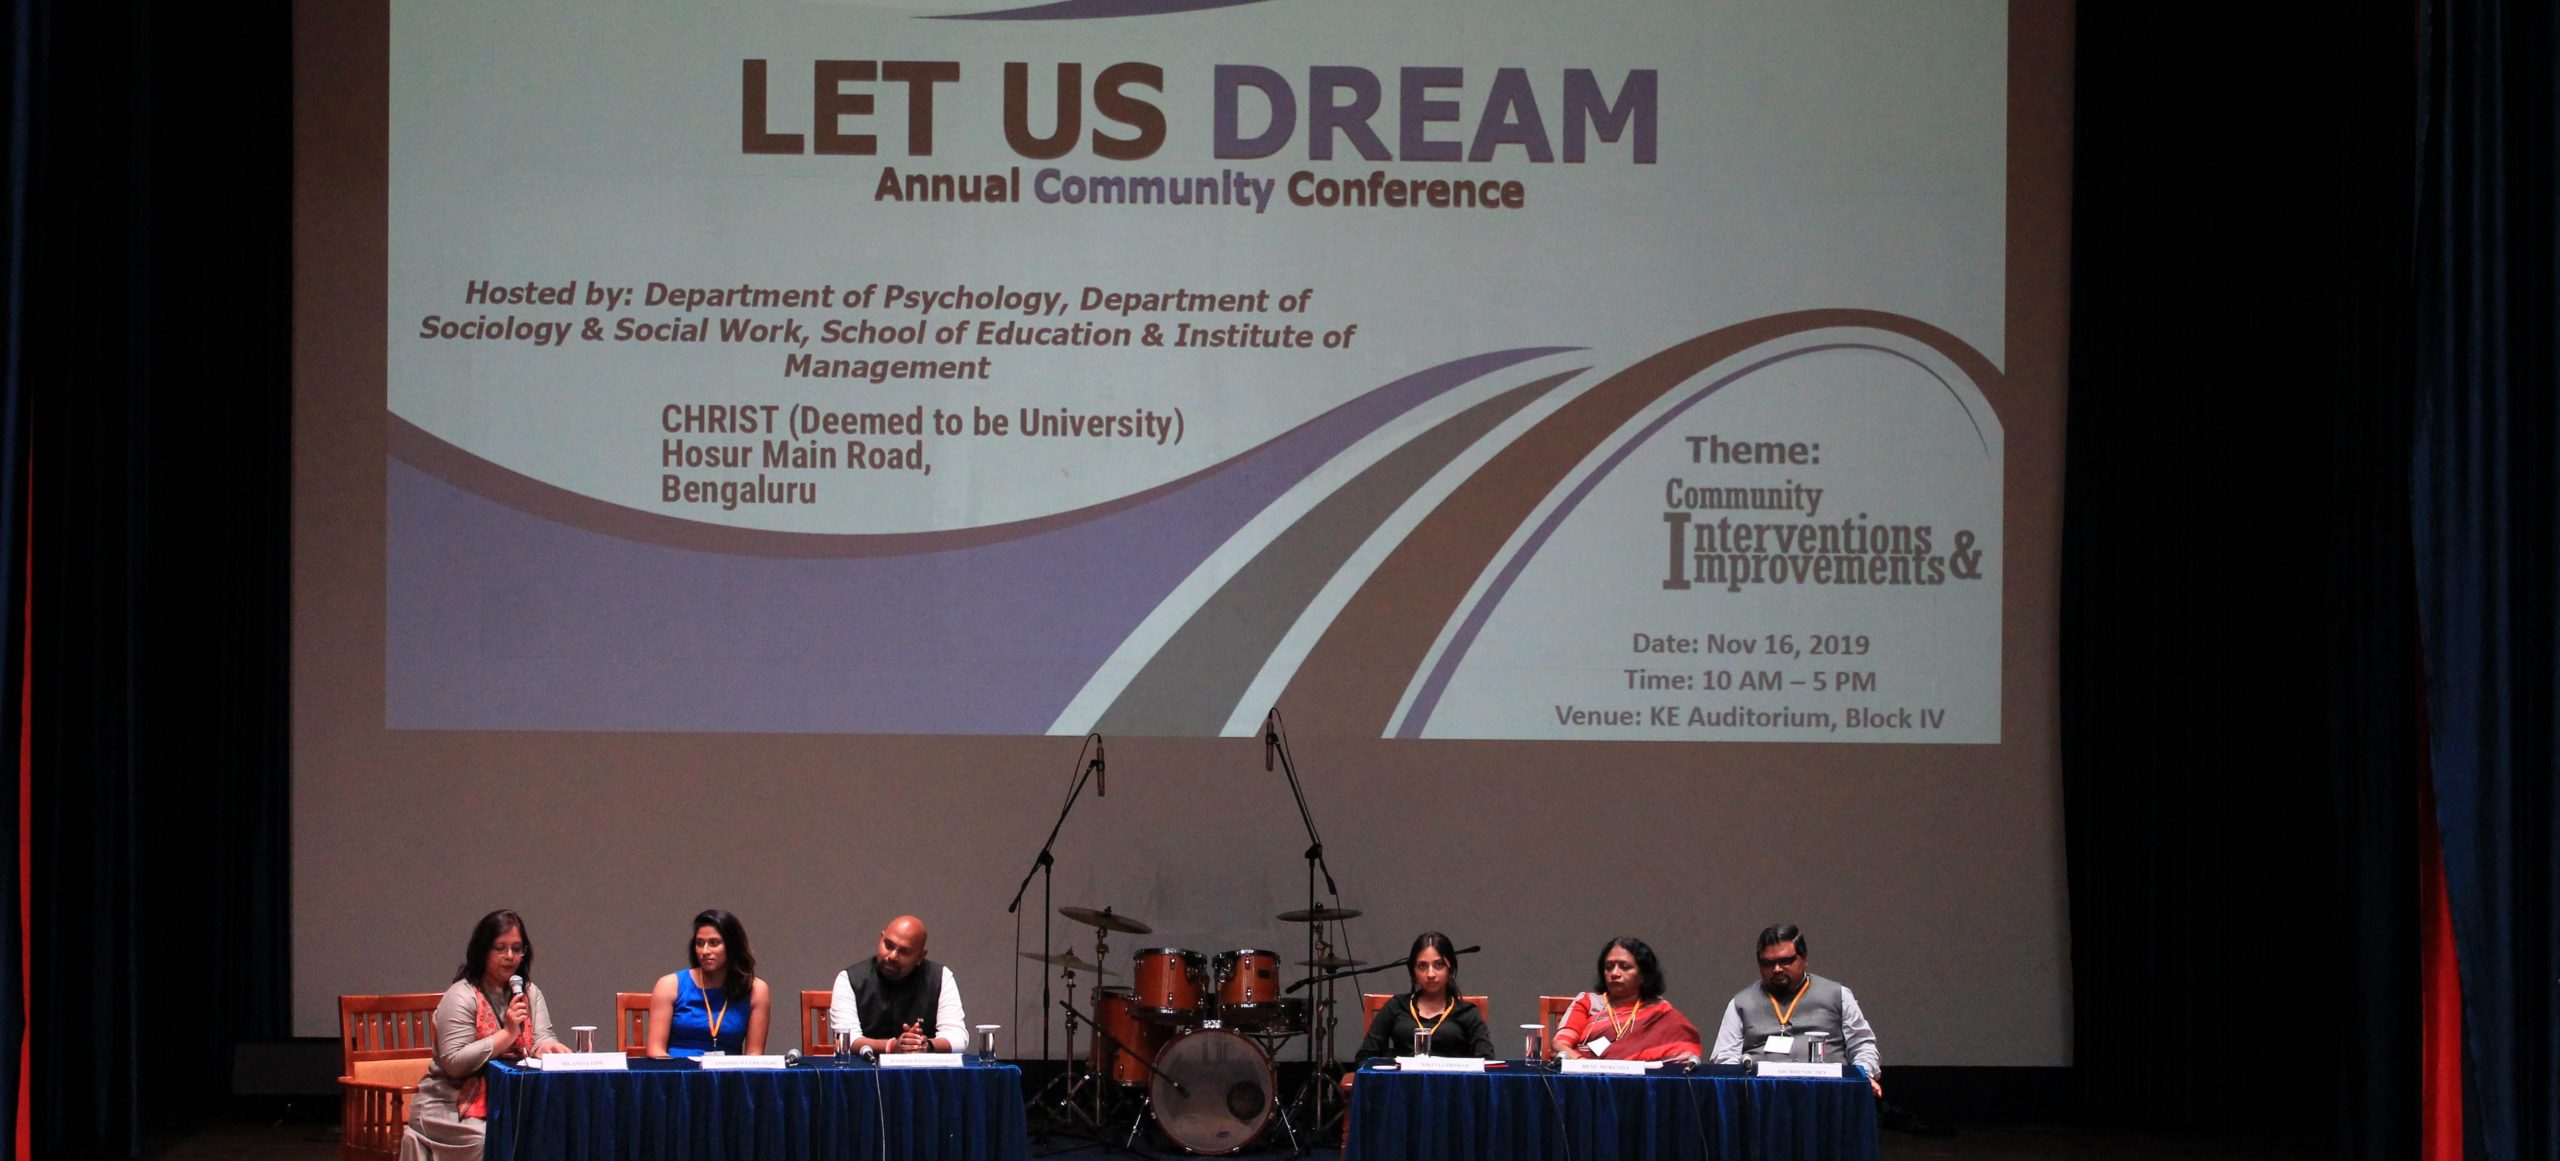 LET US DREAM
Annual Community Conference
Hosted by: Department of Psychology, Department of
Sociology & Social Work, School of Education & Institute of
Management
CHRIST (Deemed to be University)
Hosur Main Road,
Bengaluru
Theme:
Community
Interventions &
Improvements
Date: Nov 16, 2019
Time: 10 AM – 5 PM
Venue: KE Auditorium, Block IV